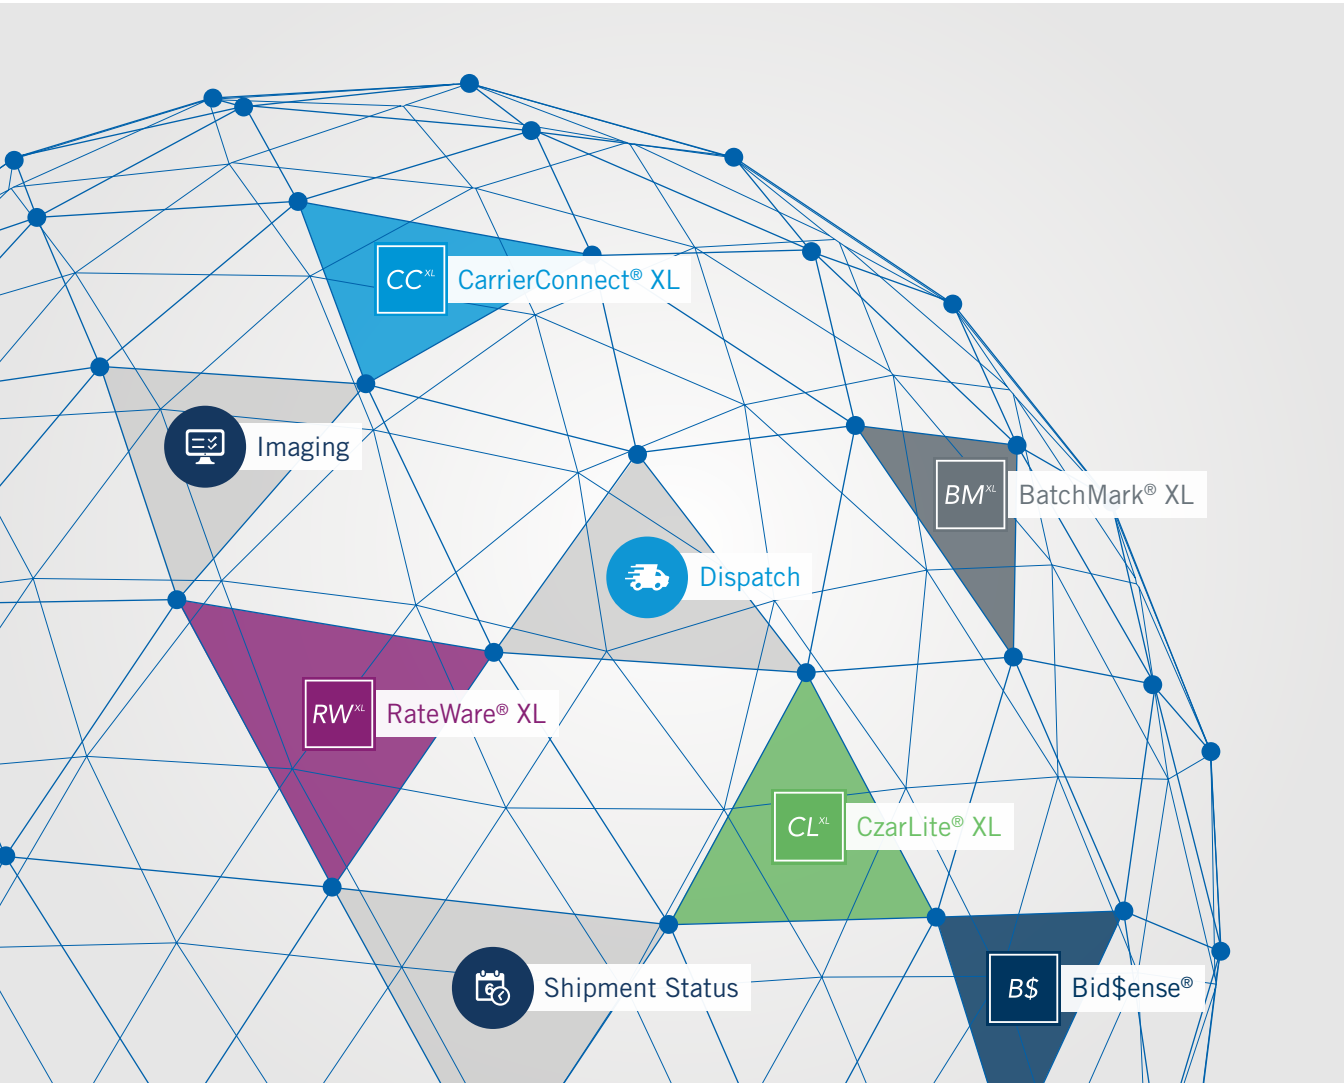 CC XL CarrierConnect® XL
Imaging
BM XL BatchMark® XL
Dispatch
RW XL RateWare® XL
CL XL CzarLite® XL
6 Shipment Status
B$ Bid$ense®